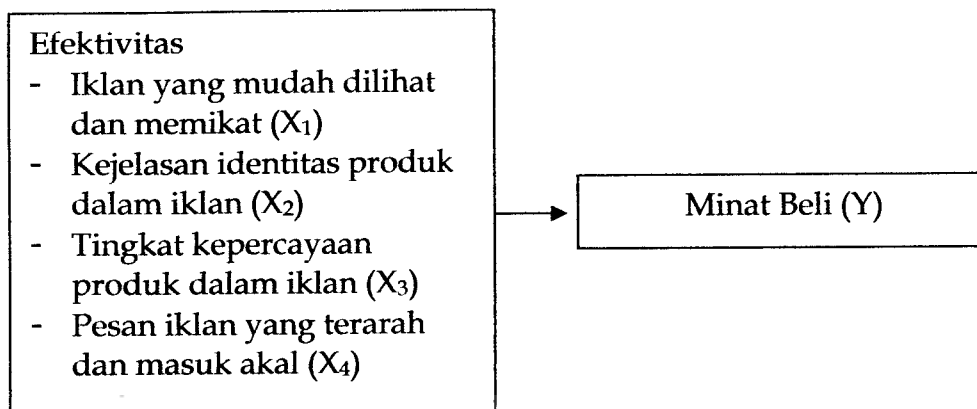 Efektivitas
- Iklan yang mudah dilihat
dan memikat (X₁)
- Kejelasan identitas produk
dalam iklan (X₂)
- Tingkat kepercayaan
produk dalam iklan (X₃)
- Pesan iklan yang terarah
dan masuk akal (X₄)
Minat Beli (Y)